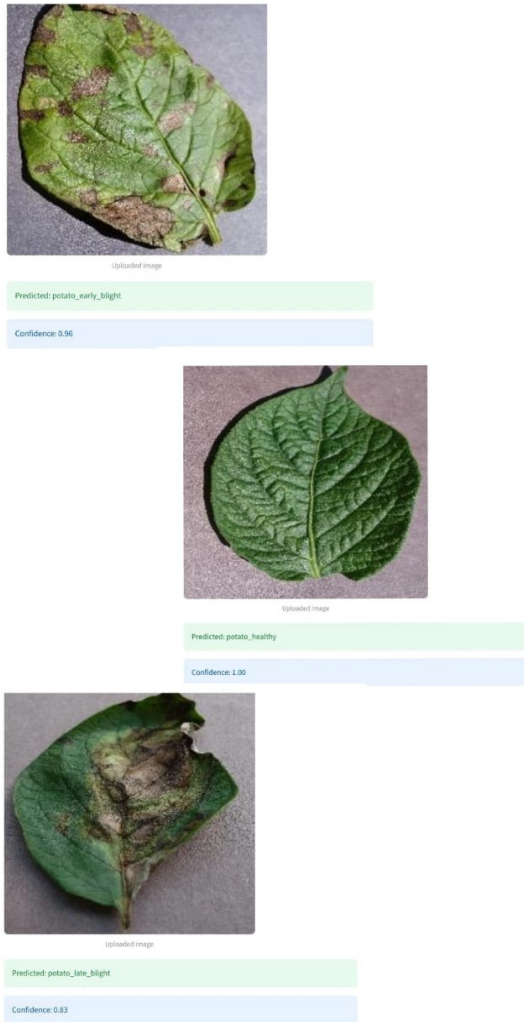 Uploaded Image
Predicted: potato_early_blight
Confidence: 0.96
Uploaded Image
Predicted: potato_healthy
Confidence: 1.00
Uploaded Image
Predicted: potato_late_blight
Confidence: 0.83